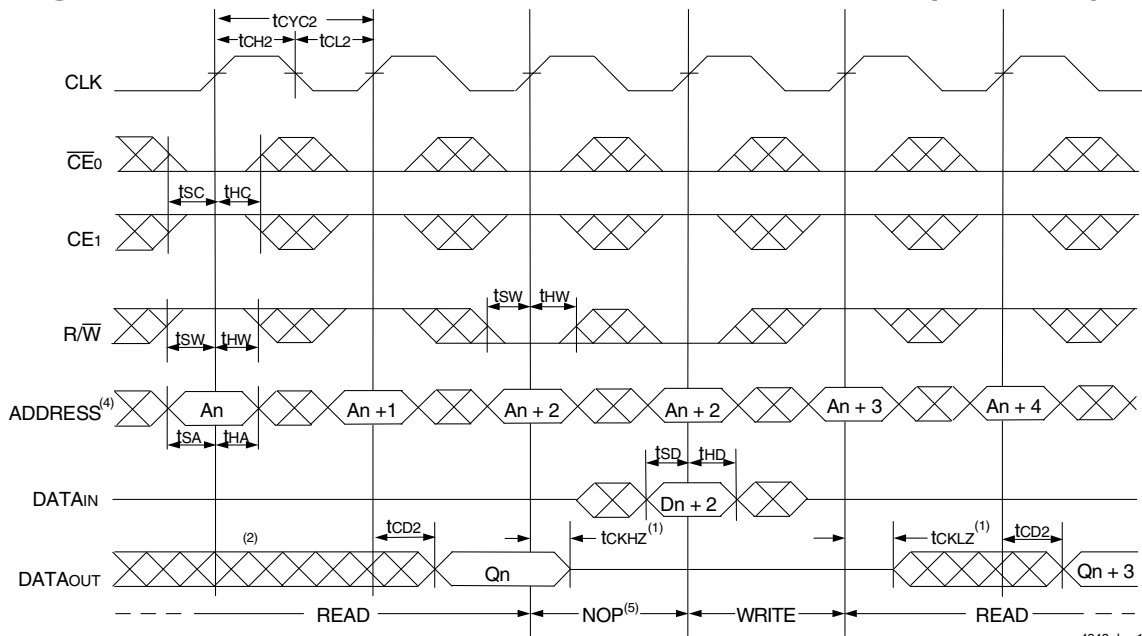 tCYC2
tCH2 tCL2
CLK
CE0
tSC tHC
CE1
tSW tHW
R/W
tSW tHW
ADDRESS(4) An An +1 An + 2 An + 2 An + 3 An + 4
tSA tHA
tSD tHD
DATAIN Dn + 2
(2) tCD2 tCKHZ(1) tCKLZ(1) tCD2
DATAOUT Qn Qn + 3
READ NOP(5) WRITE READ